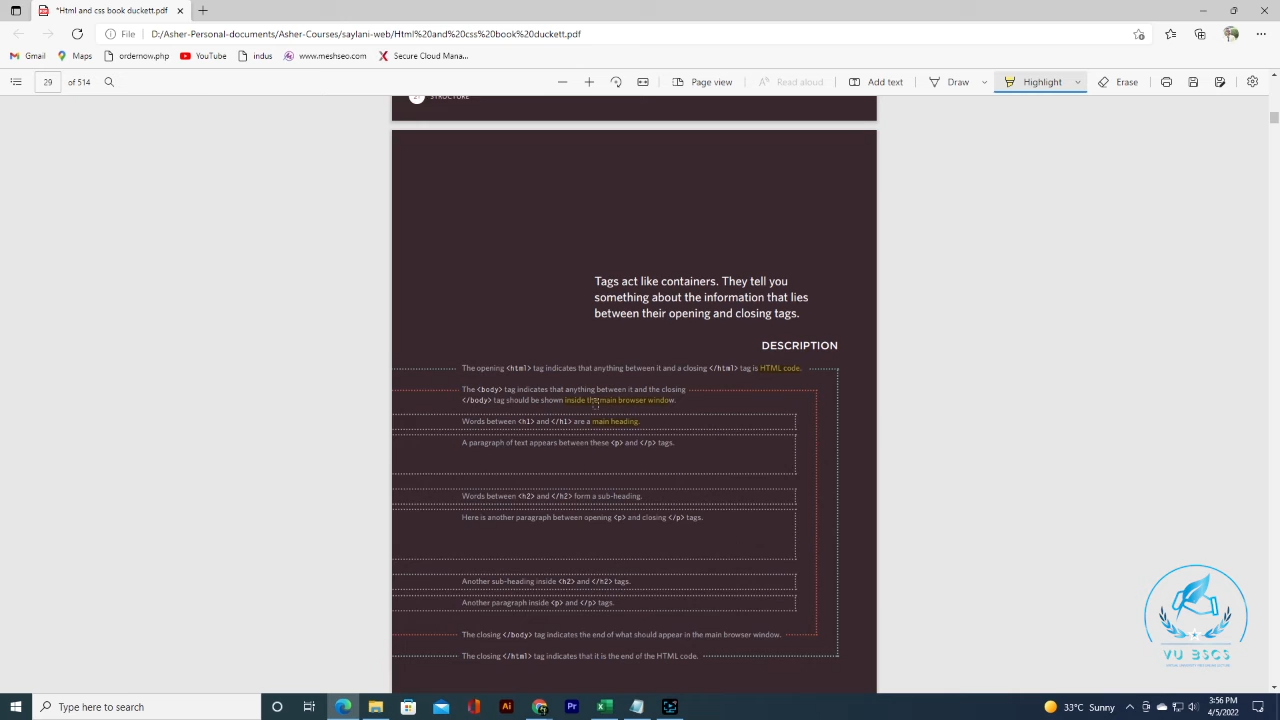 *Html and css book duckett.pdf
File
D:/Asher-Personal-documents/Asher-Courses/saylani-web/Html%20and%20css%20book%20duckett.pdf
Gmail
Maps
ordernow.php
YouTube
indus
www.meshseo.com
Secure Cloud Mana...
29 of 514
Page view
Read aloud
Add text
Draw
Highlight
Erase
STRUCTURE
Tags act like containers. They tell you
something about the information that lies
between their opening and closing tags.
DESCRIPTION
The opening <html> tag indicates that anything between it and a closing </html> tag is HTML code.
The <body> tag indicates that anything between it and the closing
</body> tag should be shown inside the main browser window.
Words between <h1> and </h1> are a main heading.
A paragraph of text appears between these <p> and </p> tags.
Words between <h2> and </h2> form a sub-heading.
Here is another paragraph between opening <p> and closing </p> tags.
Another sub-heading inside <h2> and </h2> tags.
Another paragraph inside <p> and </p> tags.
The closing </body> tag indicates the end of what should appear in the main browser window.
The closing </html> tag indicates that it is the end of the HTML code.
VU BSCS
Type here to search
33°C Sunny
3:56 PM
4/5/2022